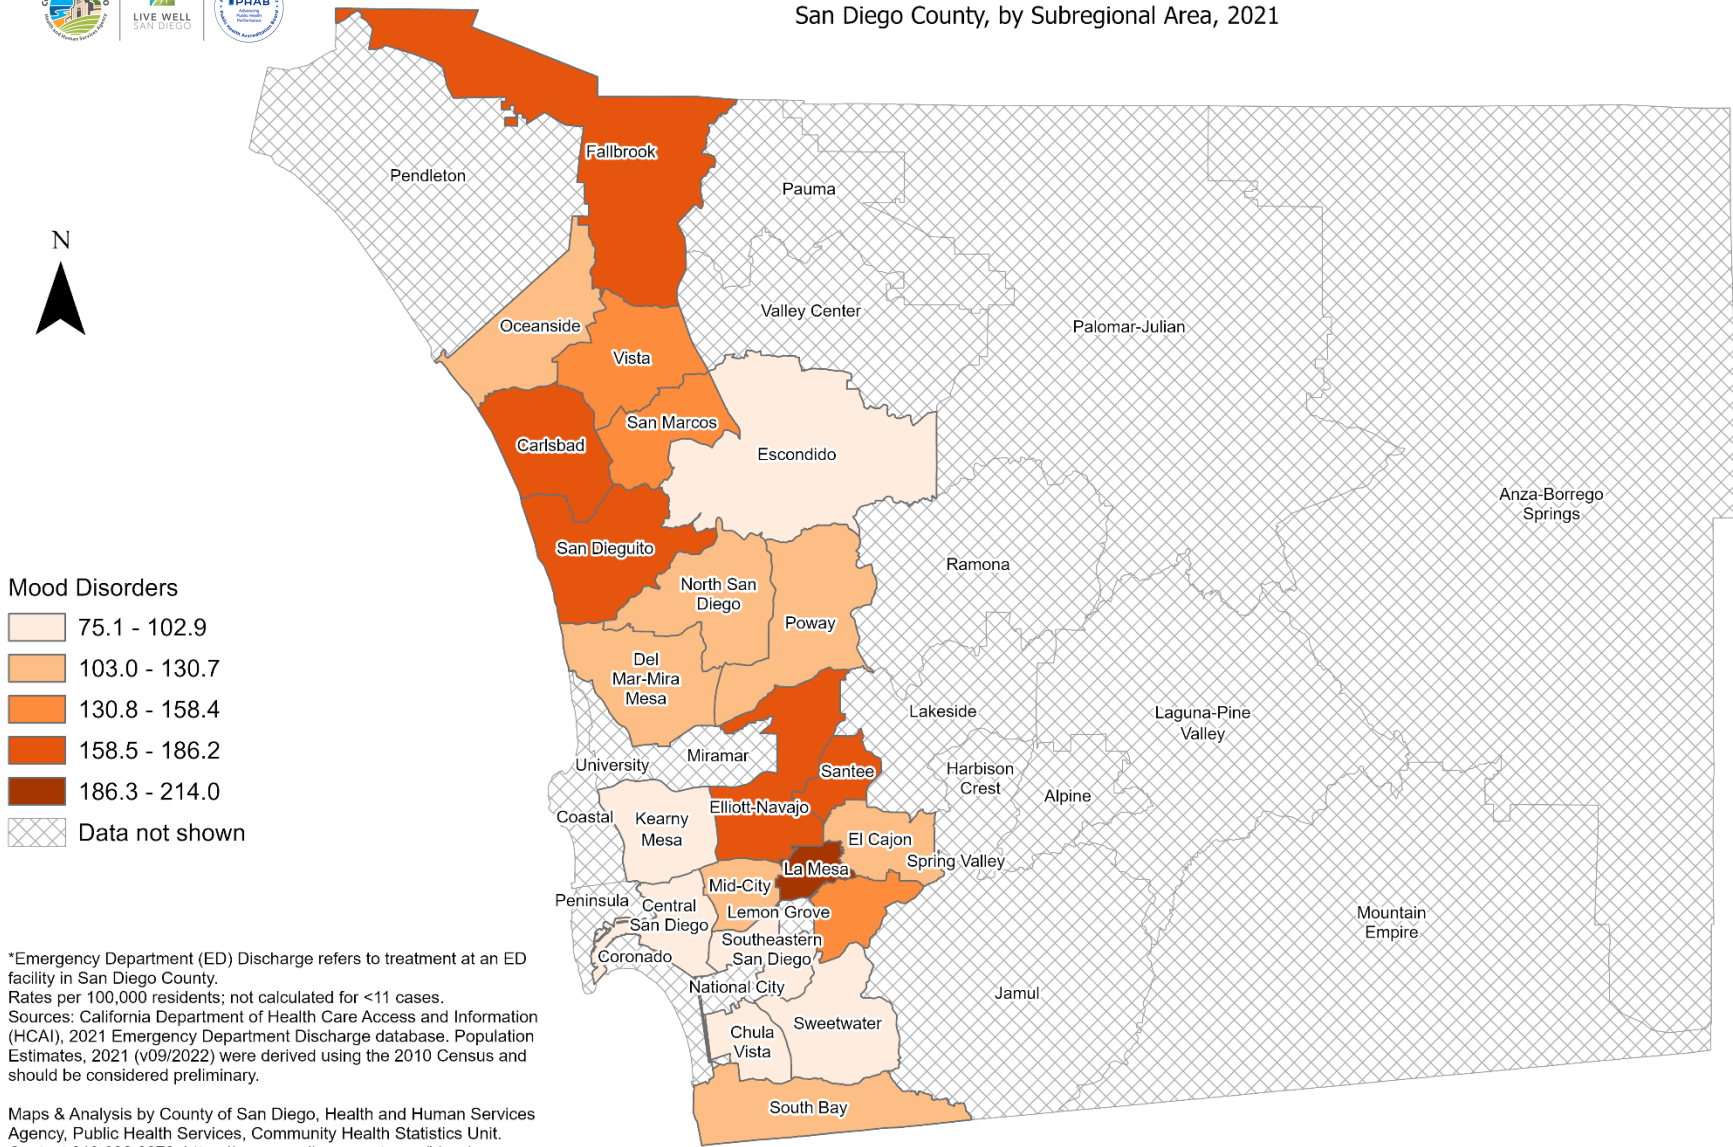 PHAB
Advancing
Public Health
Performance
LIVE WELL
SAN DIEGO
San Diego County, by Subregional Area, 2021
N
Pendleton
Fallbrook
Pauma
Oceanside
Valley Center
Palomar-Julian
Vista
San Marcos
Carlsbad
Escondido
Anza-Borrego
Springs
San Dieguito
Ramona
North San
Diego
Poway
Del
Mar-Mira
Mesa
Lakeside
Laguna-Pine
Valley
Miramar
University
Santee
Harbison
Crest
Alpine
Elliott-Navajo
Coastal
Kearny
Mesa
El Cajon
Spring Valley
La Mesa
Mid-City
Peninsula
Central
San Diego
Lemon Grove
Mountain
Empire
Southeastern
San Diego
Coronado
National City
Jamul
Sweetwater
Chula
Vista
South Bay
Mood Disorders
75.1 - 102.9
103.0 - 130.7
130.8 - 158.4
158.5 - 186.2
186.3 - 214.0
Data not shown
*Emergency Department (ED) Discharge refers to treatment at an ED
facility in San Diego County.
Rates per 100,000 residents; not calculated for <11 cases.
Sources: California Department of Health Care Access and Information
(HCAI), 2021 Emergency Department Discharge database. Population
Estimates, 2021 (v09/2022) were derived using the 2010 Census and
should be considered preliminary.
Maps & Analysis by County of San Diego, Health and Human Services
Agency, Public Health Services, Community Health Statistics Unit.